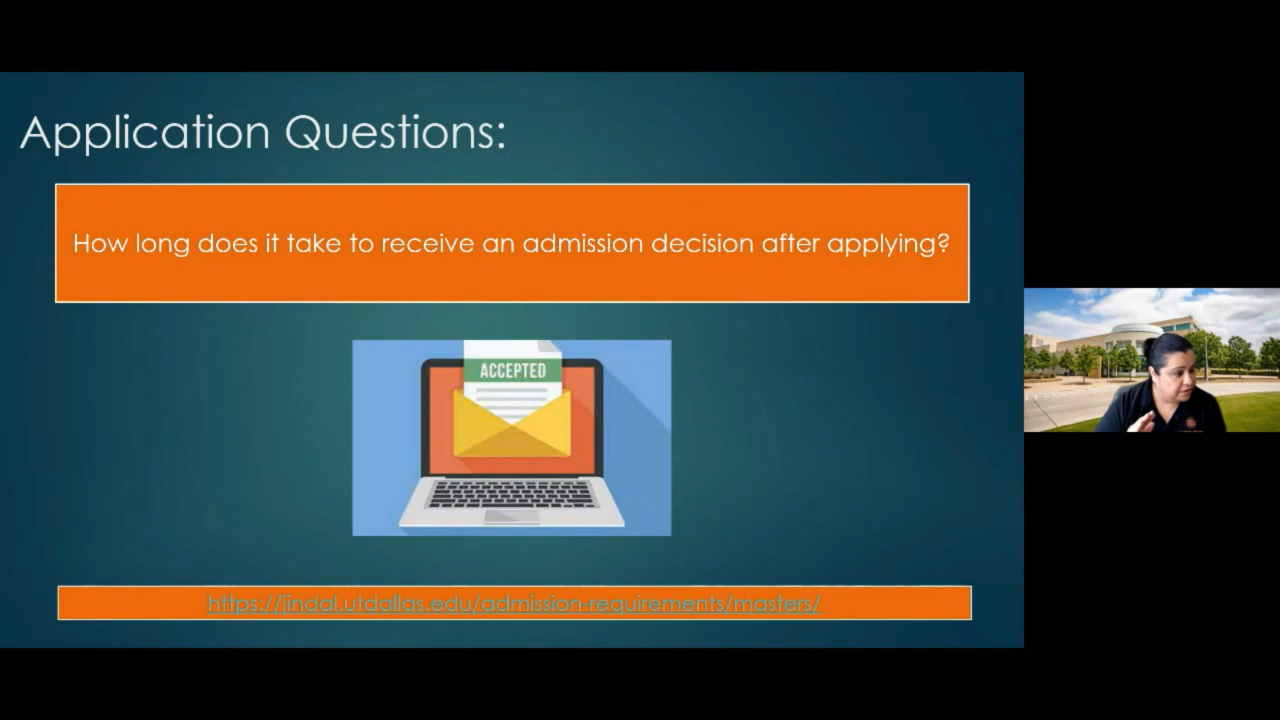 Application Questions:
How long does it take to receive an admission decision after applying?
ACCEPTED
https://jindal.utdallas.edu/admission-requirements/masters/